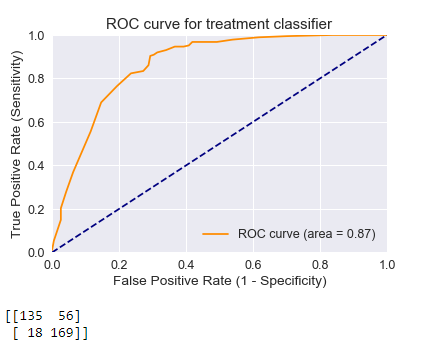 ROC curve for treatment classifier
1.0
0.8
0.6
0.4
0.2
0.0
True Positive Rate (Sensitivity)
ROC curve (area = 0.87)
0.0 0.2 0.4 0.6 0.8 1.0
False Positive Rate (1 - Specificity)
[[135  56]
 [ 18 169]]